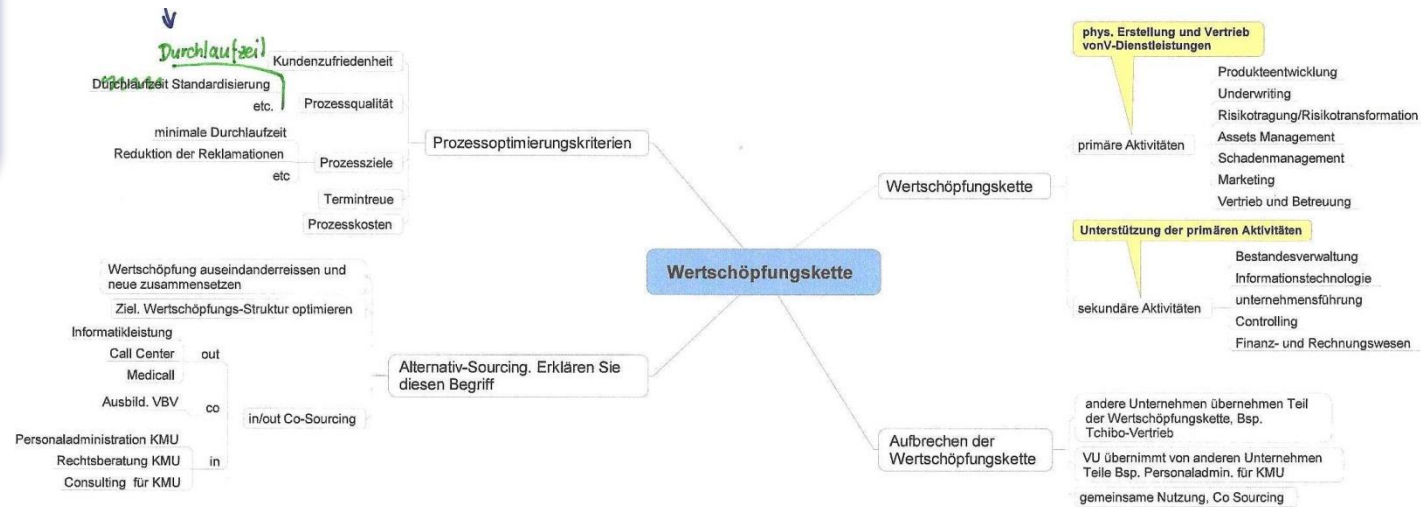 Durchlaufzeit
Kundenzufriedenheit
Durchlaufzeit Standardisierung
etc.
Prozessqualität
minimale Durchlaufzeit
Reduktion der Reklamationen
etc
Prozessziele
Termintreue
Prozesskosten
Prozessoptimierungskriterien
Wertschöpfung auseindanderreissen und
neue zusammensetzen
Ziel. Wertschöpfungs-Struktur optimieren
Informatikleistung
Call Center
Medicall
out
Ausbild. VBV
co
Personaladministration KMU
Rechtsberatung KMU
Consulting für KMU
in
in/out Co-Sourcing
Alternativ-Sourcing. Erklären Sie
diesen Begriff
Wertschöpfungskette
phys. Erstellung und Vertrieb
vonV-Dienstleistungen
primäre Aktivitäten
Produkteentwicklung
Underwriting
Risikotragung/Risikotransformation
Assets Management
Schadenmanagement
Marketing
Vertrieb und Betreuung
Wertschöpfungskette
Unterstützung der primären Aktivitäten
sekundäre Aktivitäten
Bestandesverwaltung
Informationstechnologie
unternehmensführung
Controlling
Finanz- und Rechnungswesen
Aufbrechen der
Wertschöpfungskette
andere Unternehmen übernehmen Teil
der Wertschöpfungskette, Bsp.
Tchibo-Vertrieb
VU übernimmt von anderen Unternehmen
Teile Bsp. Personaladmin. für KMU
gemeinsame Nutzung, Co Sourcing